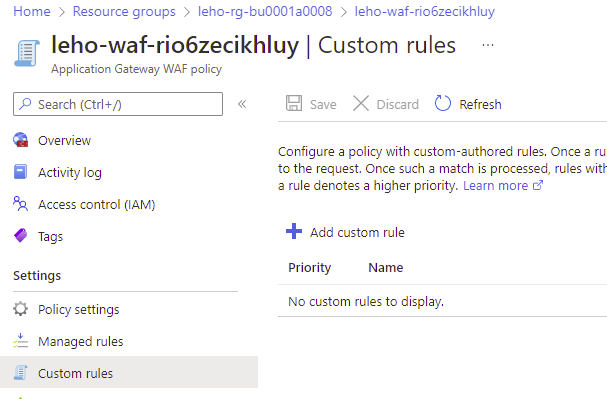 Home > Resource groups > leho-rg-bu0001a0008 > leho-waf-rio6zecikhluy
leho-waf-rio6zecikhluy | Custom rules ...
Application Gateway WAF policy
Search (Ctrl+/) «
Overview
Activity log
Access control (IAM)
Tags
Settings
Policy settings
Managed rules
Custom rules
Save Discard Refresh
Configure a policy with custom-authored rules. Once a ru
to the request. Once such a match is processed, rules with
a rule denotes a higher priority. Learn more
Add custom rule
Priority Name
No custom rules to display.